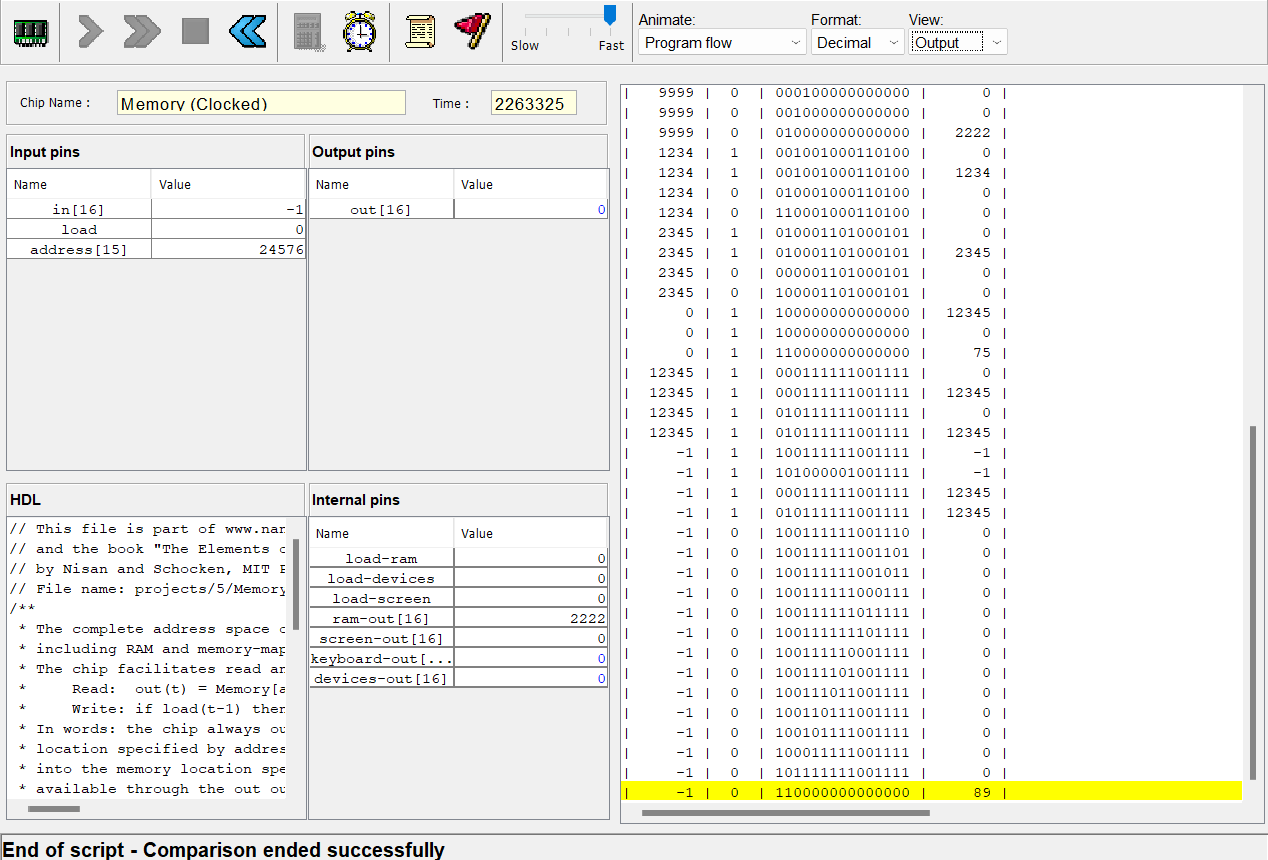 Slow
Fast
Animate:
Program flow
Format:
Decimal
View:
Output
Chip Name :
Memory (Clocked)
Time :
2263325
Input pins
Name Value
in[16] -1
load 0
address[15] 24576
Output pins
Name Value
out[16] 0
HDL
// This file is part of www.nan
// and the book "The Elements o
// by Nisan and Schocken, MIT P
// File name: projects/5/Memory
/**
* The complete address space o
* including RAM and memory-map
* The chip facilitates read an
* Read: out(t) = Memory[a
* Write: if load(t-1) then
* In words: the chip always ou
* location specified by addres
* into the memory location spe
* available through the out ou
Internal pins
Name Value
load-ram 0
load-devices 0
load-screen 0
ram-out[16] 2222
screen-out[16] 0
keyboard-out[... 0
devices-out[16] 0
| 9999 | 0 | 000100000000000 | 0 |
| 9999 | 0 | 001000000000000 | 0 |
| 9999 | 0 | 010000000000000 | 2222 |
| 1234 | 1 | 001001000110100 | 0 |
| 1234 | 1 | 001001000110100 | 1234 |
| 1234 | 0 | 010001000110100 | 0 |
| 1234 | 0 | 110001000110100 | 0 |
| 2345 | 1 | 010001101000101 | 0 |
| 2345 | 1 | 010001101000101 | 2345 |
| 2345 | 0 | 000001101000101 | 0 |
| 2345 | 0 | 100001101000101 | 0 |
| 0 | 1 | 100000000000000 | 12345 |
| 0 | 1 | 100000000000000 | 0 |
| 0 | 1 | 110000000000000 | 75 |
| 12345 | 1 | 000111111001111 | 0 |
| 12345 | 1 | 000111111001111 | 12345 |
| 12345 | 1 | 010111111001111 | 0 |
| 12345 | 1 | 010111111001111 | 12345 |
| -1 | 1 | 100111111001111 | -1 |
| -1 | 1 | 101000001001111 | -1 |
| -1 | 1 | 000111111001111 | 12345 |
| -1 | 1 | 010111111001111 | 12345 |
| -1 | 0 | 100111111001110 | 0 |
| -1 | 0 | 100111111001101 | 0 |
| -1 | 0 | 100111111001011 | 0 |
| -1 | 0 | 100111111000111 | 0 |
| -1 | 0 | 100111111011111 | 0 |
| -1 | 0 | 100111111101111 | 0 |
| -1 | 0 | 100111110001111 | 0 |
| -1 | 0 | 100111101001111 | 0 |
| -1 | 0 | 100111011001111 | 0 |
| -1 | 0 | 100110111001111 | 0 |
| -1 | 0 | 100101111001111 | 0 |
| -1 | 0 | 100011111001111 | 0 |
| -1 | 0 | 101111111001111 | 0 |
| -1 | 0 | 110000000000000 | 89 |
End of script - Comparison ended successfully